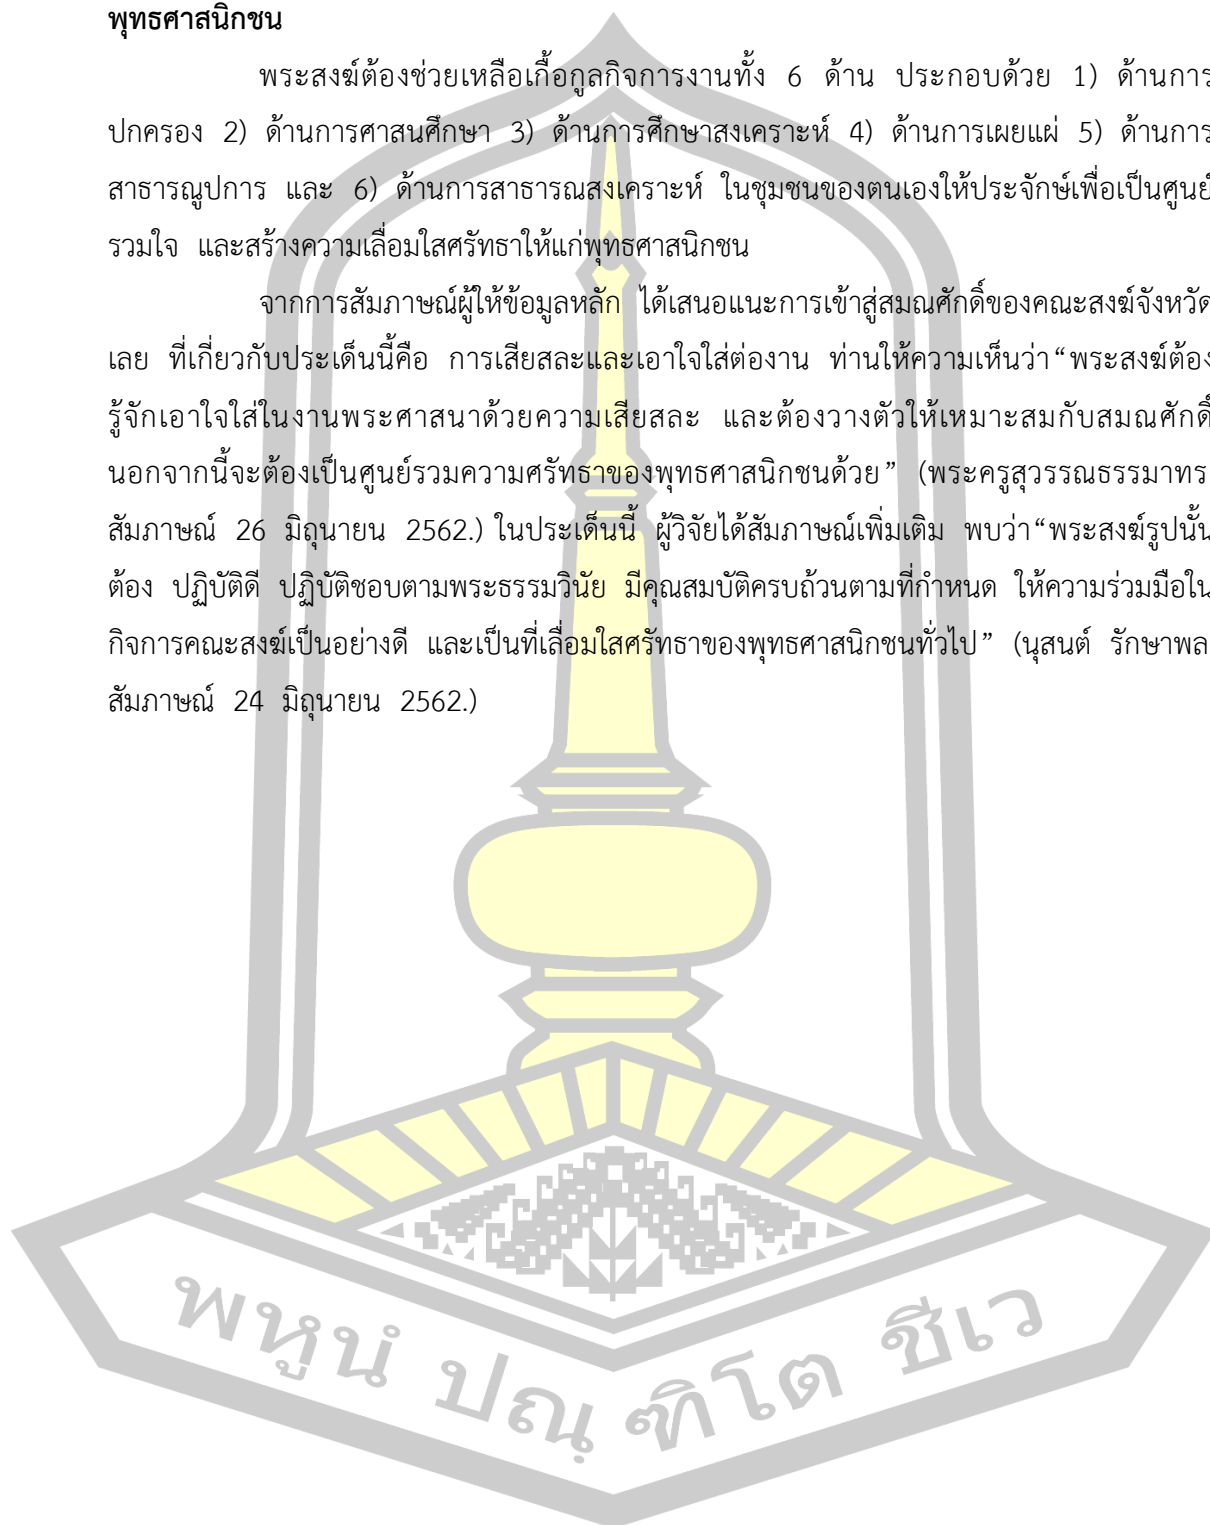 พุทธศาสนิกชน
พระสงฆ์ต้องช่วยเหลือเกื้อกูลกิจการงานทั้ง 6 ด้าน ประกอบด้วย 1) ด้านการ
ปกครอง 2) ด้านการศาสนศึกษา 3) ด้านการศึกษาสงเคราะห์ 4) ด้านการเผยแผ่ 5) ด้านการ
สาธารณูปการ และ 6) ด้านการสาธารณสงเคราะห์ ในชุมชนของตนเองให้ประจักษ์เพื่อเป็นศูนย์
รวมใจ และสร้างความเลื่อมใสศรัทธาให้แก่พุทธศาสนิกชน
จากการสัมภาษณ์ผู้ให้ข้อมูลหลัก ได้เสนอแนะการเข้าสู่สมณศักดิ์ของคณะสงฆ์จังหวัด
เลย ที่เกี่ยวกับประเด็นนี้คือ การเสียสละและเอาใจใส่ต่องาน ท่านให้ความเห็นว่า “พระสงฆ์ต้อง
รู้จักเอาใจใส่ในงานพระศาสนาด้วยความเสียสละ และต้องวางตัวให้เหมาะสมกับสมณศักดิ์
นอกจากนี้จะต้องเป็นศูนย์รวมความศรัทธาของพุทธศาสนิกชนด้วย” (พระครูสุวรรณธรรมาทร
สัมภาษณ์ 26 มิถุนายน 2562.) ในประเด็นนี้ ผู้วิจัยได้สัมภาษณ์เพิ่มเติม พบว่า “พระสงฆ์รูปนั้น
ต้อง ปฏิบัติดี ปฏิบัติชอบตามพระธรรมวินัย มีคุณสมบัติครบถ้วนตามที่กำหนด ให้ความร่วมมือใน
กิจการคณะสงฆ์เป็นอย่างดี และเป็นที่เลื่อมใสศรัทธาของพุทธศาสนิกชนทั่วไป” (นุสนต์ รักษาพล
สัมภาษณ์ 24 มิถุนายน 2562.)
พหูนํ ปณฺฑิโต ชีเว